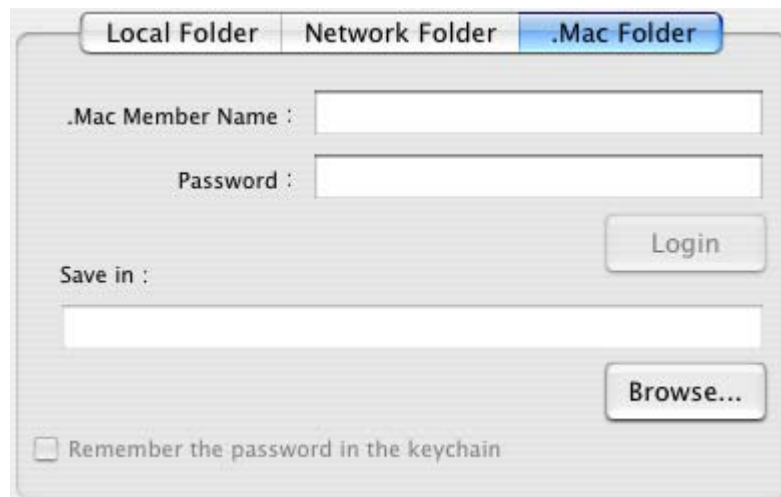 Local Folder Network Folder .Mac Folder
.Mac Member Name :
Password :
Login
Save in :
Browse...
Remember the password in the keychain